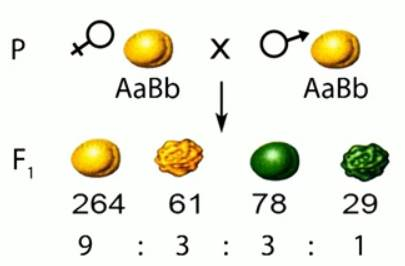 P X
AaBb AaBb
F1
264 61 78 29
9 : 3 : 3 : 1